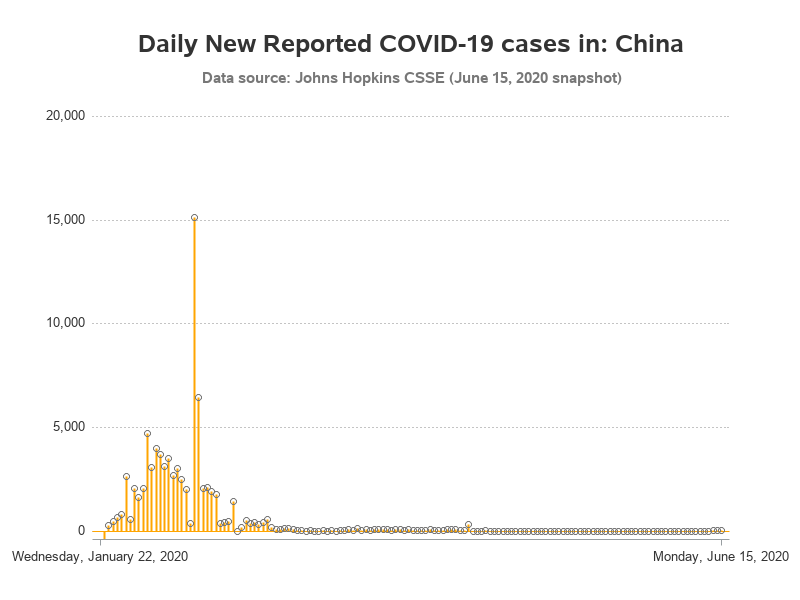 Daily New Reported COVID-19 cases in: China
Data source: Johns Hopkins CSSE (June 15, 2020 snapshot)
20,000
15,000
10,000
5,000
0
Wednesday, January 22, 2020
Monday, June 15, 2020